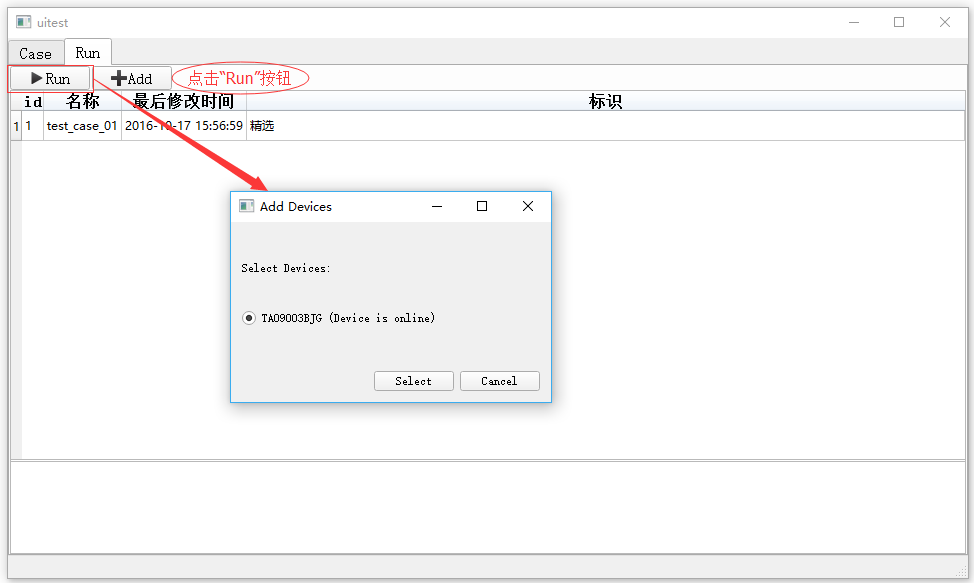 uitest
Case Run
Run Add 点击“Run”按钮
id 名称 最后修改时间 标识
1 1 test_case_01 2016-10-17 15:56:59 精选
Add Devices
Select Devices:
TA09003BJG (Device is online)
Select Cancel